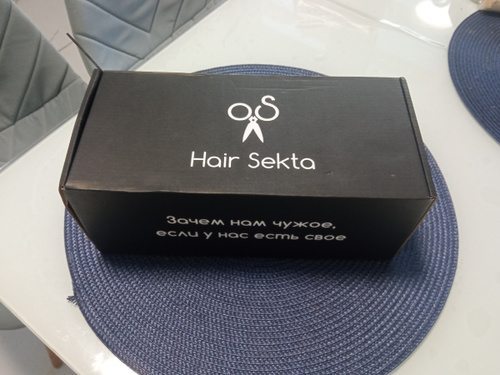 Hair Sekta
Зачем нам чужое,
если у нас есть свое